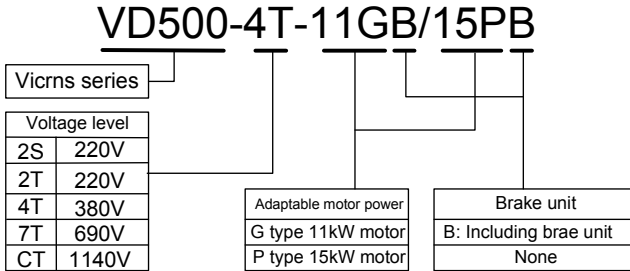 VD500-4T-11GB/15PB
Vicrns series
Voltage level
2S 220V
2T 220V
4T 380V
7T 690V
CT 1140V
Adaptable motor power
G type 11kW motor
P type 15kW motor
Brake unit
B: Including brae unit
None